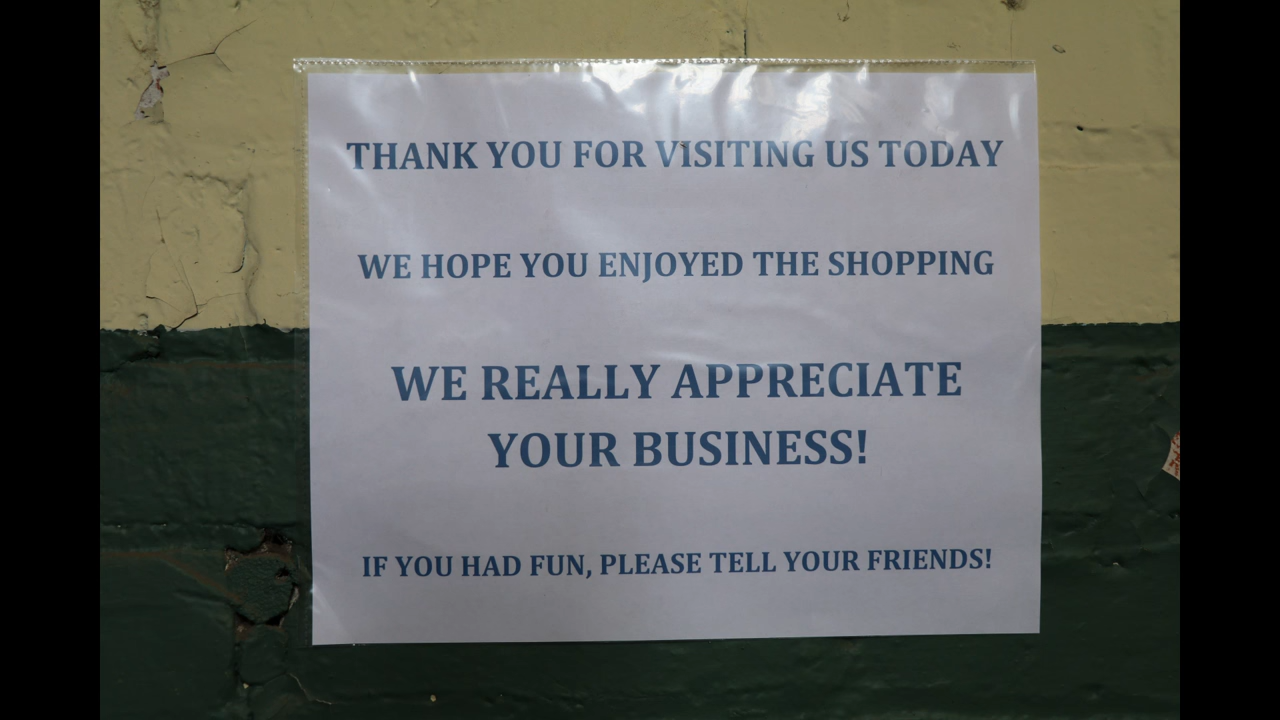 THANK YOU FOR VISITING US TODAY
WE HOPE YOU ENJOYED THE SHOPPING
WE REALLY APPRECIATE
YOUR BUSINESS!
IF YOU HAD FUN, PLEASE TELL YOUR FRIENDS!